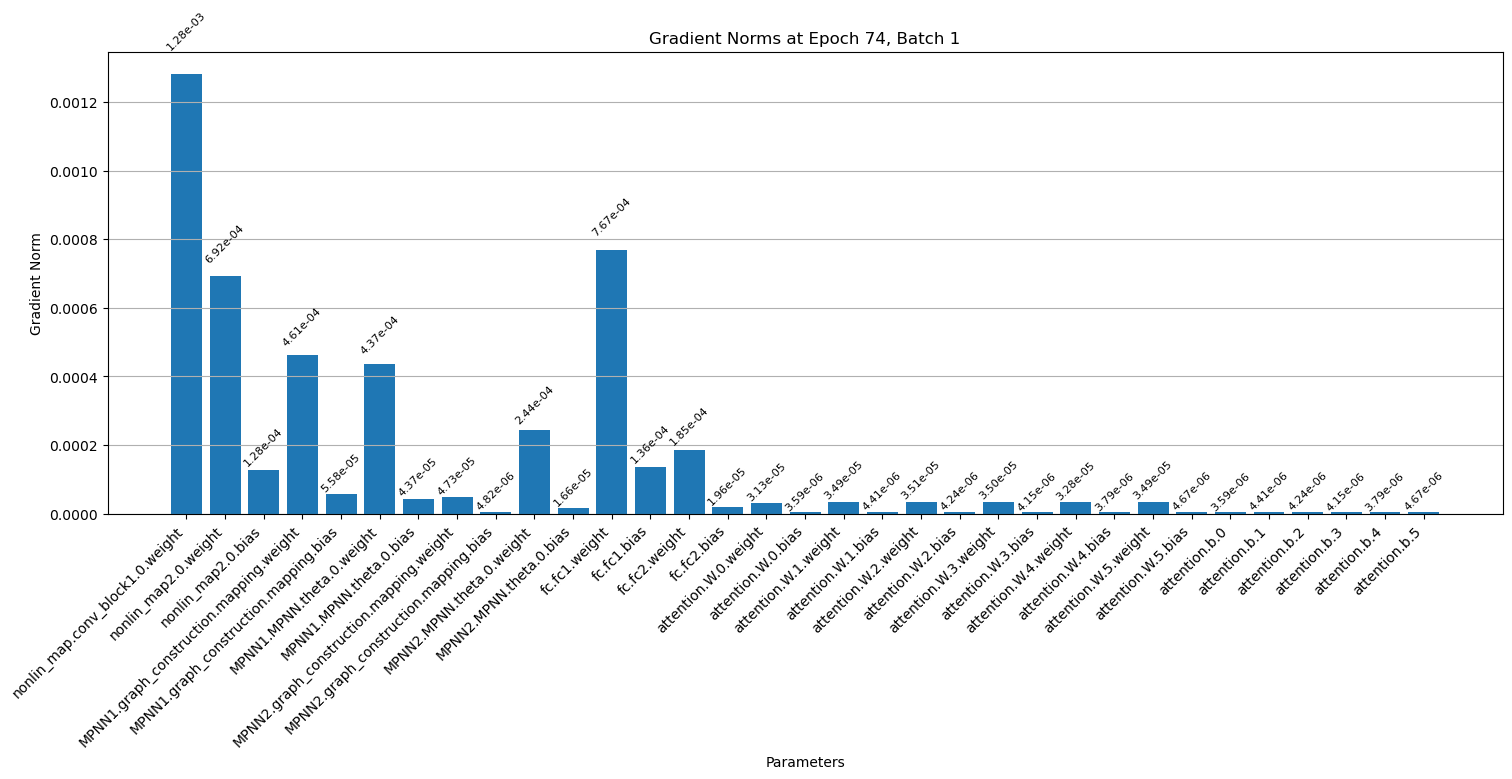 Gradient Norms at Epoch 74, Batch 1
Gradient Norm
0.0012
0.0010
0.0008
0.0006
0.0004
0.0002
0.0000
1.28e-03
6.92e-04
1.28e-04
4.61e-04
5.58e-05
4.37e-04
4.37e-05
4.73e-05
4.82e-06
2.44e-04
1.66e-05
7.67e-04
1.36e-04
1.85e-04
1.96e-05
3.13e-05
3.59e-06
3.49e-05
4.41e-06
3.51e-05
4.24e-06
3.50e-05
4.15e-06
3.28e-05
3.79e-06
3.49e-05
4.67e-06
3.59e-06
4.41e-06
4.24e-06
4.15e-06
3.79e-06
4.67e-06
nonlin_map.conv_block1.0.weight
nonlin_map2.0.weight
nonlin_map2.0.bias
MPNN1.graph_construction.mapping.weight
MPNN1.graph_construction.mapping.bias
MPNN1.MPNN.theta.0.weight
MPNN1.MPNN.theta.0.bias
MPNN2.graph_construction.mapping.weight
MPNN2.graph_construction.mapping.bias
MPNN2.MPNN.theta.0.weight
MPNN2.MPNN.theta.0.bias
fc.fc1.weight
fc.fc1.bias
fc.fc2.weight
fc.fc2.bias
attention.W.0.weight
attention.W.0.bias
attention.W.1.weight
attention.W.1.bias
attention.W.2.weight
attention.W.2.bias
attention.W.3.weight
attention.W.3.bias
attention.W.4.weight
attention.W.4.bias
attention.W.5.weight
attention.W.5.bias
attention.b.0
attention.b.1
attention.b.2
attention.b.3
attention.b.4
attention.b.5
Parameters